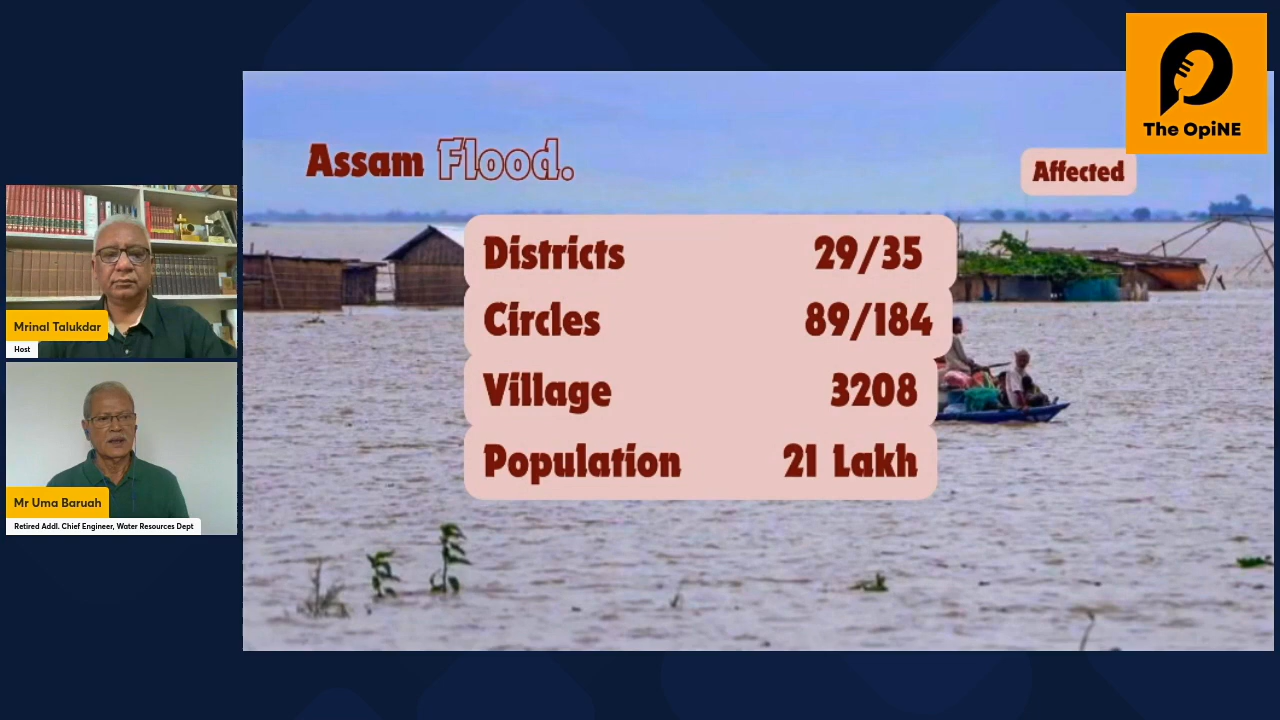 The OpiNE
Assam Flood.
Affected
Districts 29/35
Circles 89/184
Village 3208
Population 21 Lakh
Mrinal Talukdar
Host
Mr Uma Baruah
Retired Addl. Chief Engineer, Water Resources Dept